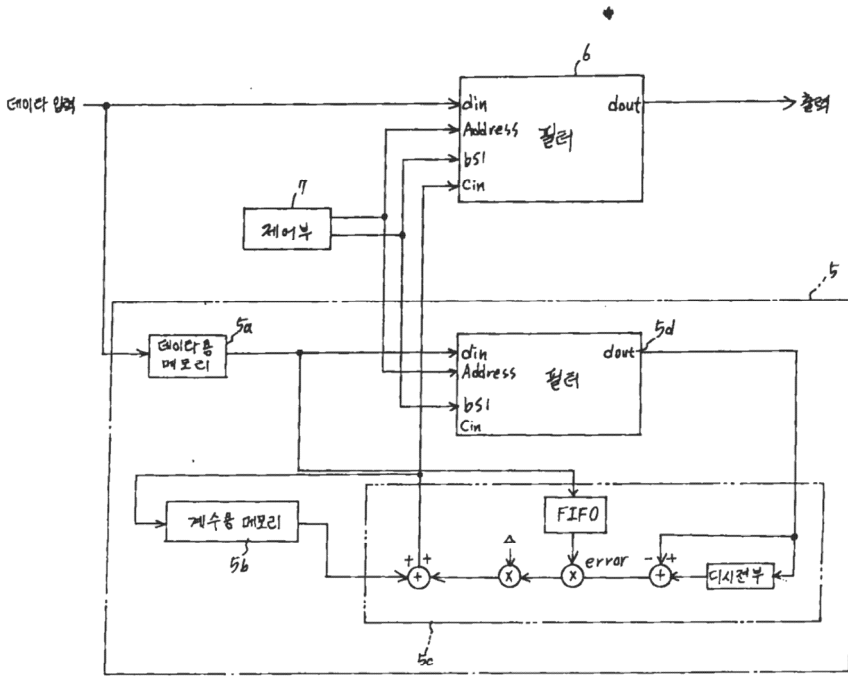 6
데이타 입력
din
dout
출력
Address
필터
bsl
Cin
7
제어부
5
5a
데이타용
메모리
5d
din
dout
Address
필터
bsl
Cin
계수용 메모리
5b
FIFO
Δ
error
- +
+ +
+
x
x
+
디시젼부
5c